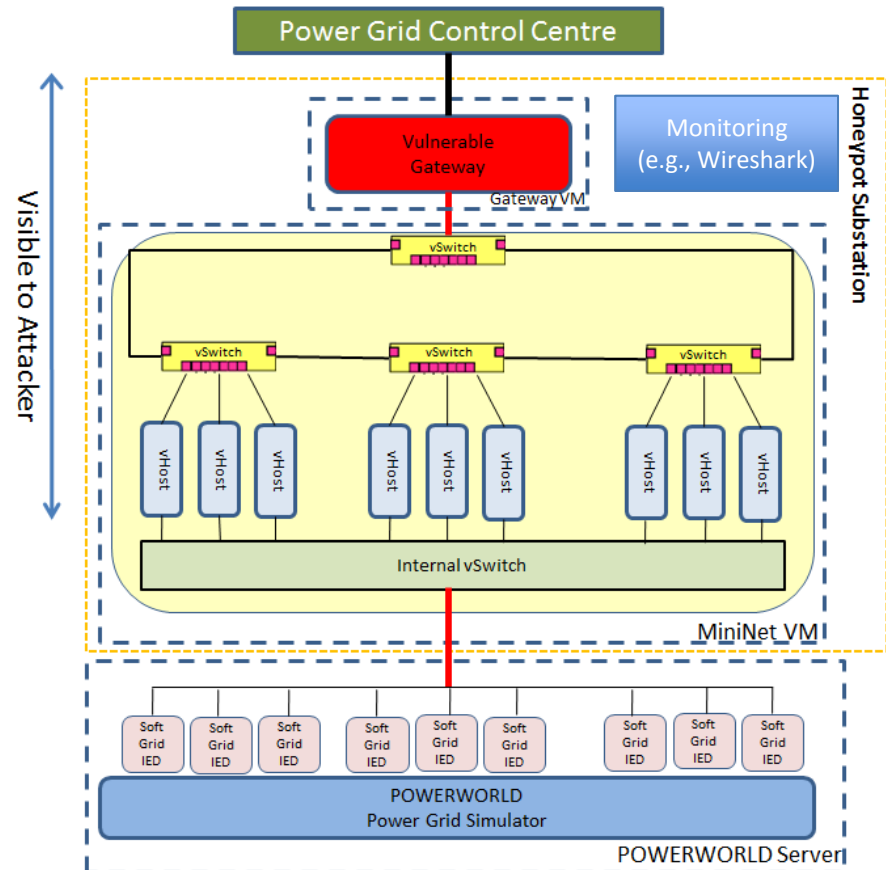 Power Grid Control Centre
Honeypot Substation
Visible to Attacker
Monitoring
(e.g., Wireshark)
Vulnerable
Gateway
Gateway VM
vSwitch
vSwitch
vSwitch
vSwitch
vHost
vHost
vHost
vHost
vHost
vHost
vHost
vHost
vHost
Internal vSwitch
MiniNet VM
Soft
Grid
IED
Soft
Grid
IED
Soft
Grid
IED
Soft
Grid
IED
Soft
Grid
IED
Soft
Grid
IED
Soft
Grid
IED
Soft
Grid
IED
Soft
Grid
IED
POWERWORLD
Power Grid Simulator
POWERWORLD Server